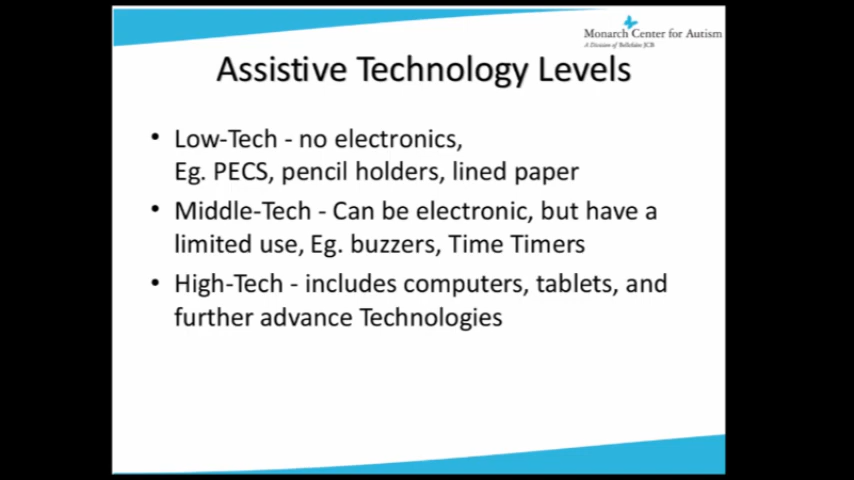 Monarch Center for Autism
A Division of Bellefaire JCB
Assistive Technology Levels
• Low-Tech - no electronics,
Eg. PECS, pencil holders, lined paper
• Middle-Tech - Can be electronic, but have a
limited use, Eg. buzzers, Time Timers
• High-Tech - includes computers, tablets, and
further advance Technologies